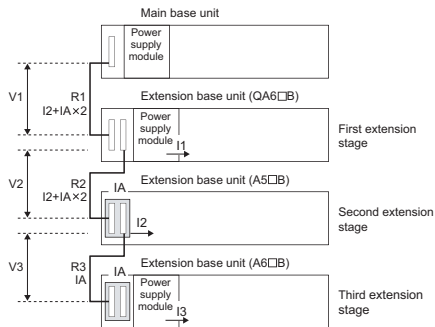 Main base unit
Power
supply
module
V1
R1
I2+IA×2
Extension base unit (QA6□B)
Power
supply
module
I1
First extension
stage
V2
R2
I2+IA×2
Extension base unit (A5□B)
IA
I2
Second extension
stage
V3
R3
IA
Extension base unit (A6□B)
IA
Power
supply
module
I3
Third extension
stage